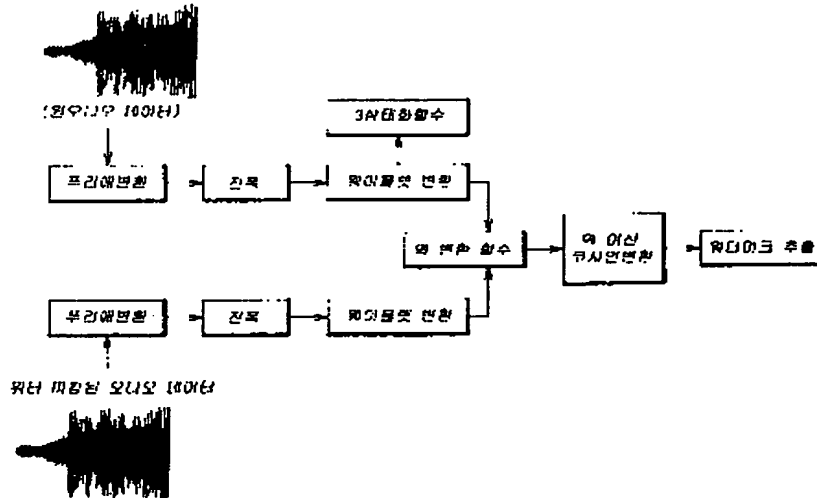 (원오디오 데이터)
3상태화함수
푸리에변환
진폭
웨이블렛 변환
역 변환 함수
역 이산
코사인변환
워터마크 추출
푸리에변환
진폭
웨이블렛 변환
워터 마킹된 오디오 데이터